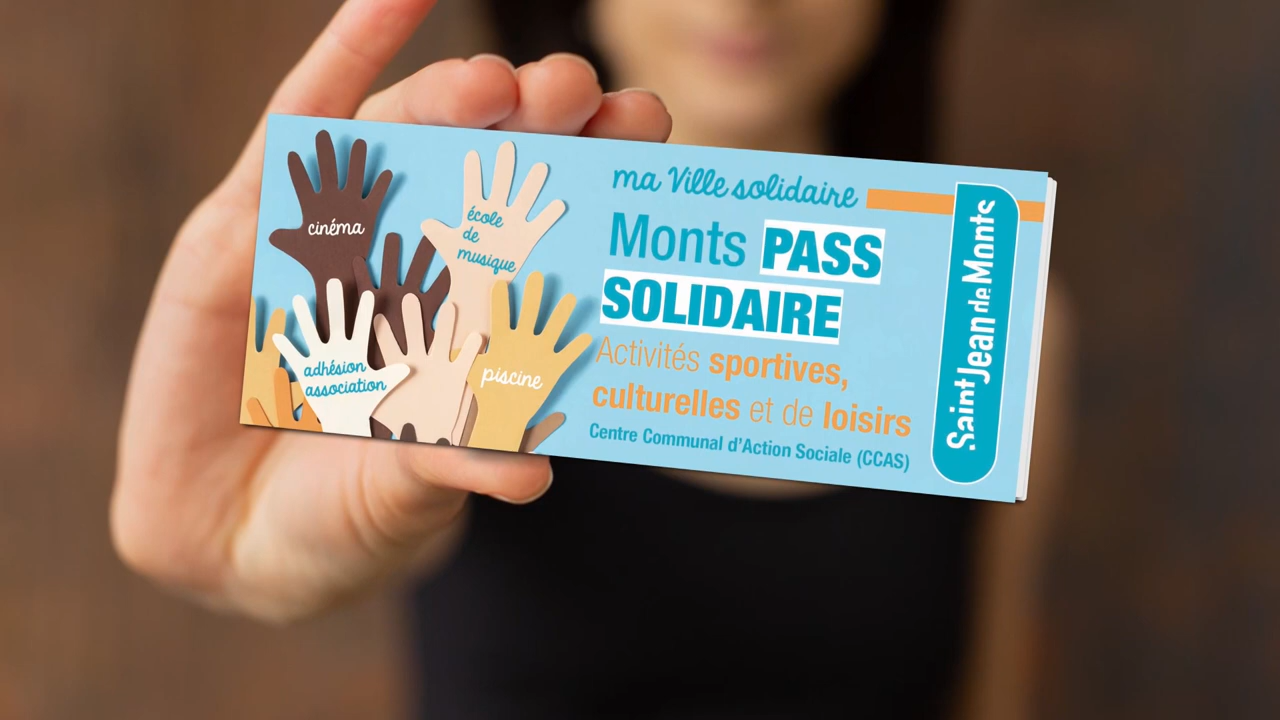 cinéma
école
de
musique
adhésion
association
piscine
ma Ville solidaire
Monts PASS
SOLIDAIRE
Activités sportives,
culturelles et de loisirs
Centre Communal d'Action Sociale (CCAS)
Saint Jean de Monts